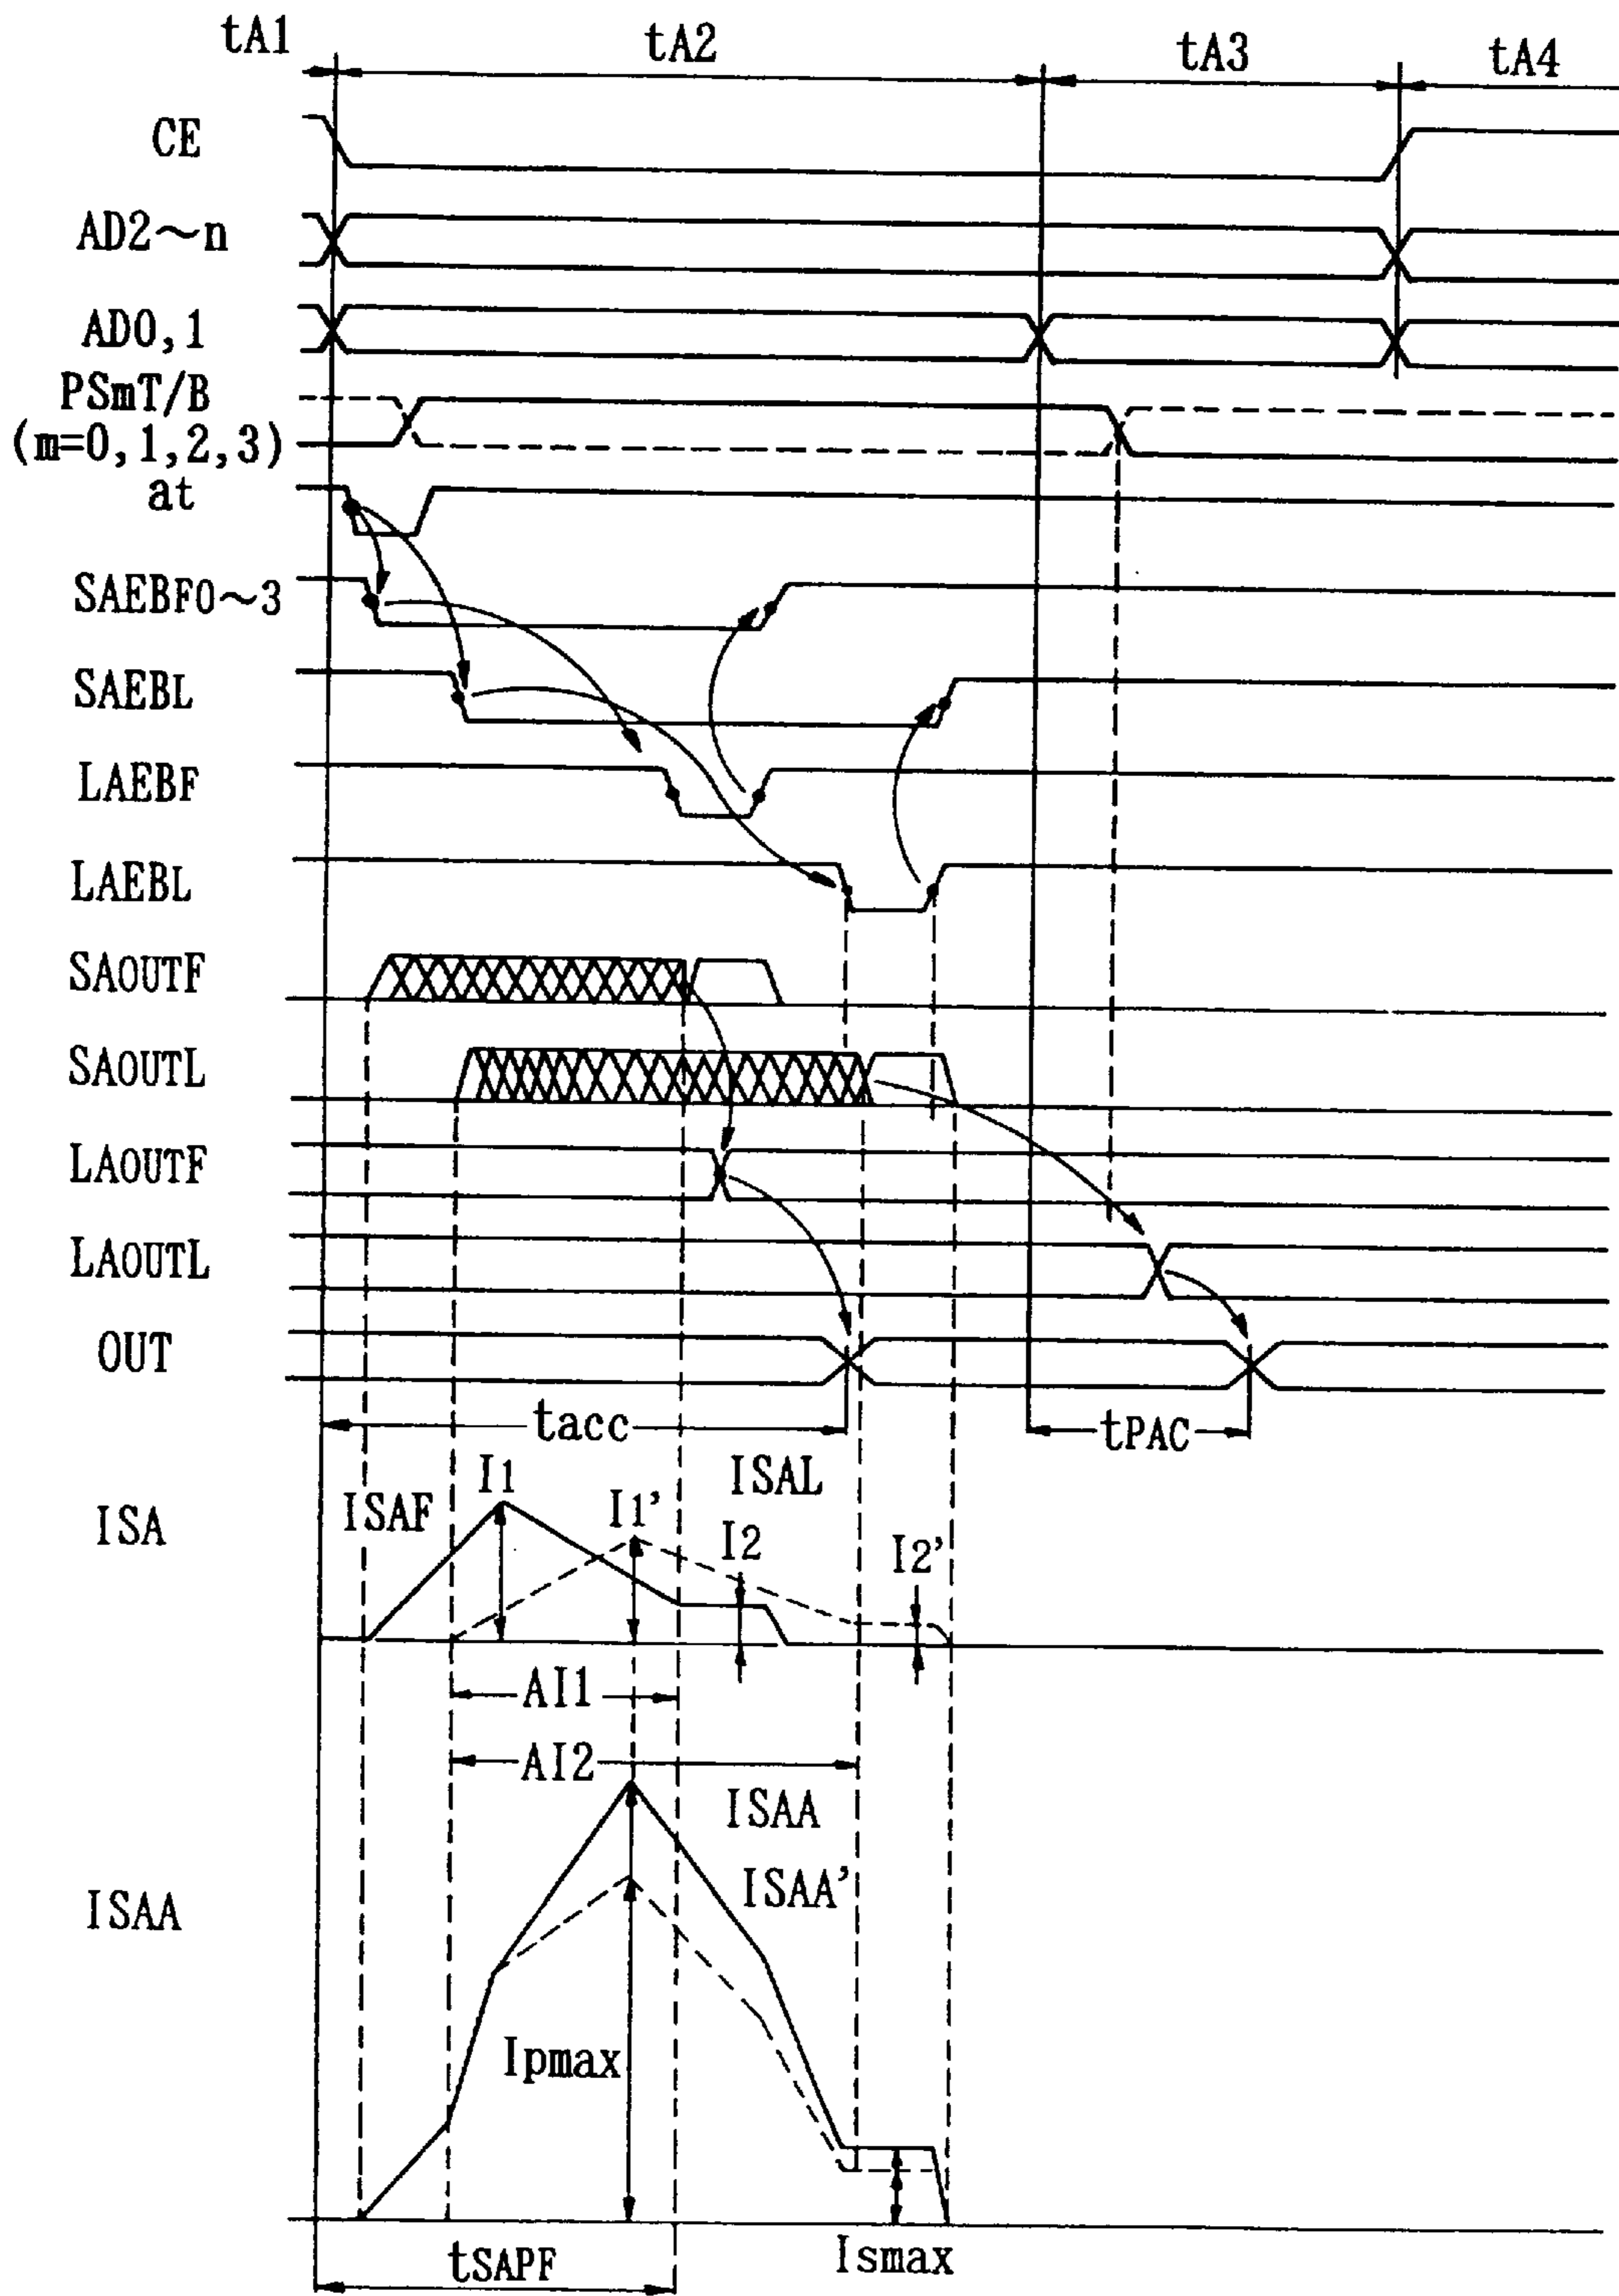 tA1 tA2 tA3 tA4
CE
AD2～n
AD0,1
PSmT/B
(m=0,1,2,3)
at
SAEBF0～3
SAEBL
LAEBF
LAEBL
SAOUTF
SAOUTL
LAOUTF
LAOUTL
OUT
tacc tPAC
ISA ISAF I1 I1' ISAL I2 I2'
AI1
AI2
ISAA
ISAA'
ISAA
Ipmax
Ismax
tSAPF